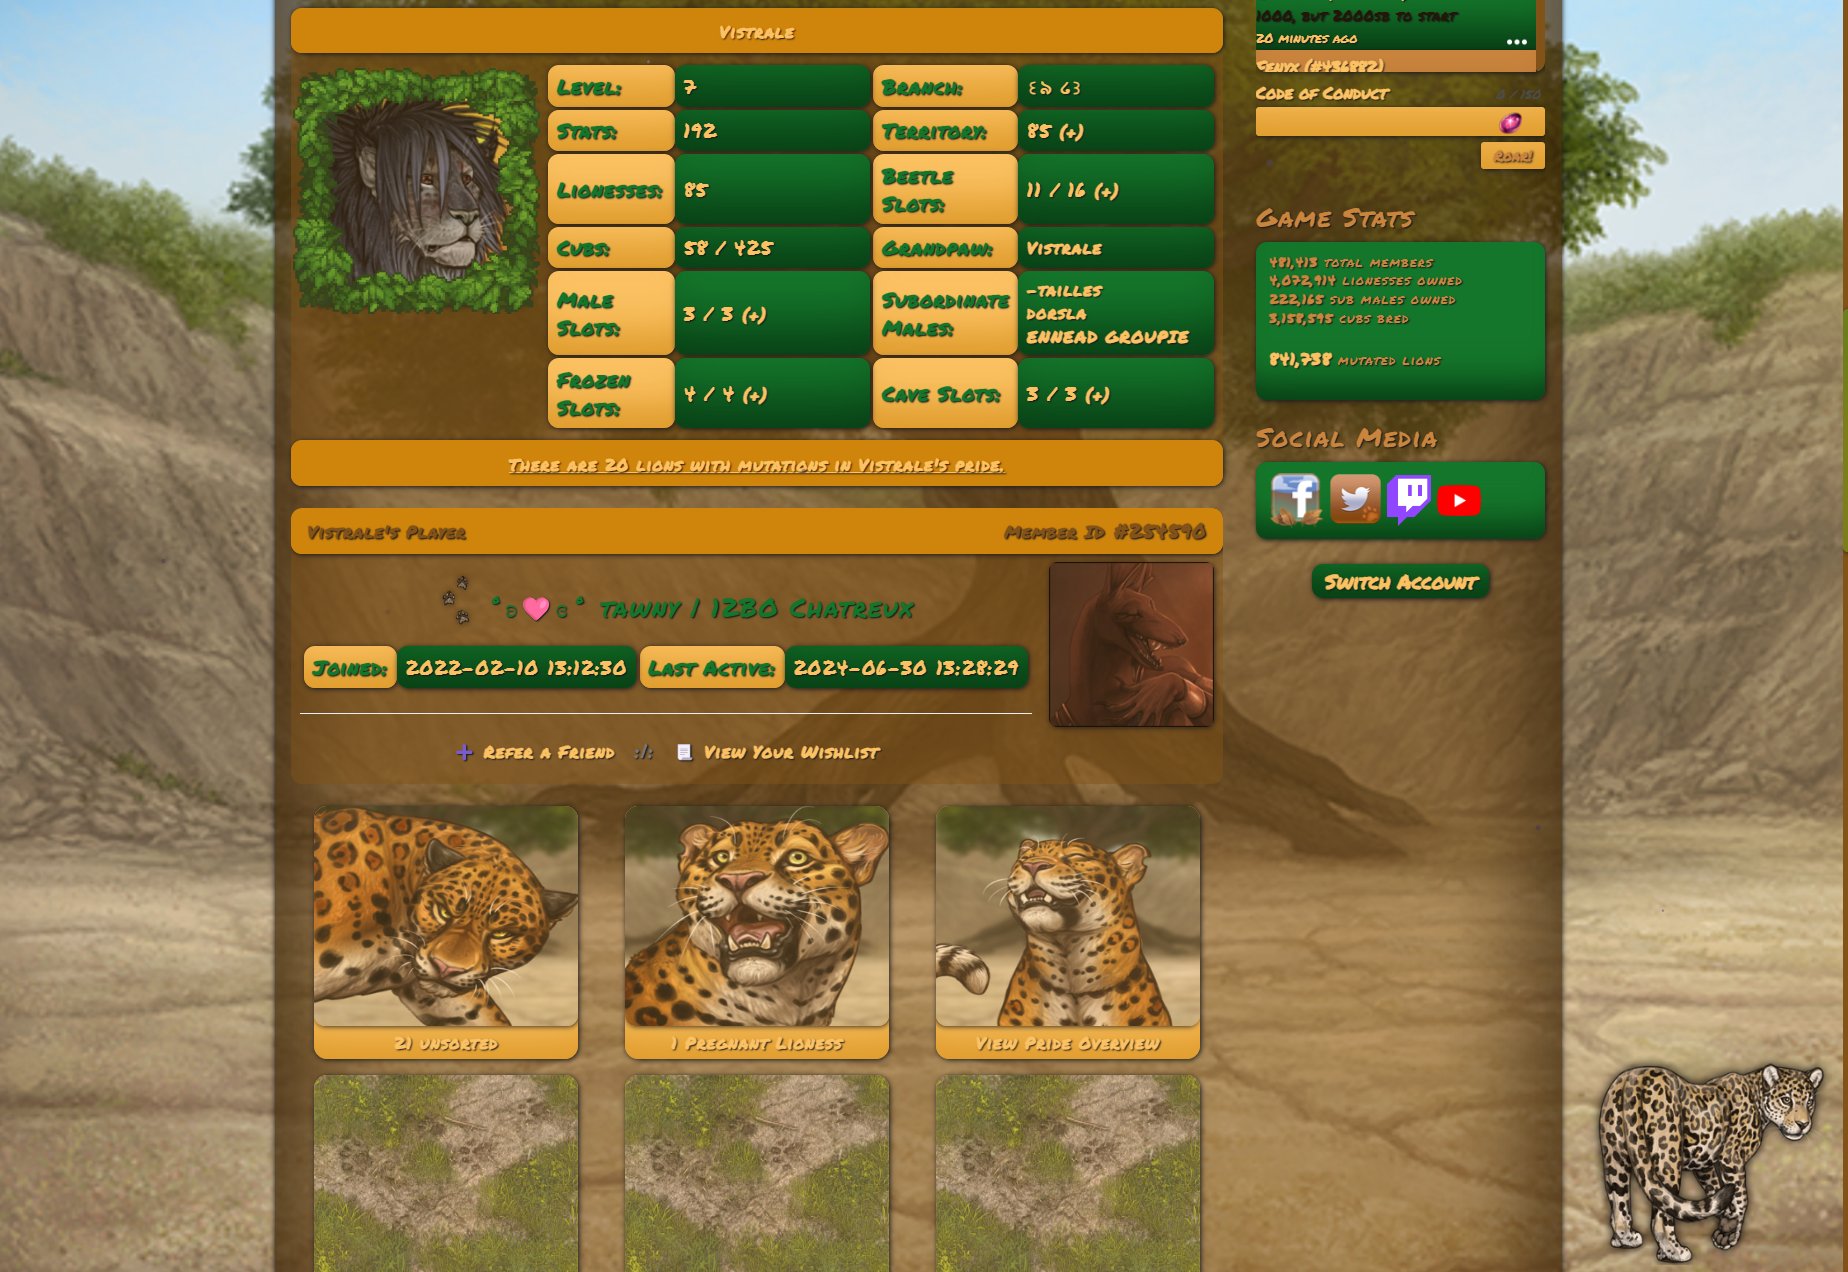 Vistrale
Level: 7 Branch:
Stats: 192 Territory: 85 (+)
Lionesses: 85 Beetle Slots: 11 / 16 (+)
Cubs: 58 / 425 Grandpaw: Vistrale
Male Slots: 3 / 3 (+) Subordinate Males: -tailles
dorsla
ENNEAD GROUPIE
Frozen Slots: 4 / 4 (+) Cave Slots: 3 / 3 (+)
There are 20 lions with mutations in Vistrale's pride.
Vistrale's Player Member ID #254590
tawny / 12BO Chatreux
Joined: 2022-02-10 13:12:30 Last Active: 2024-06-30 13:28:29
Refer a Friend :/: View Your Wishlist
21 unsorted
1 Pregnant Lioness
View Pride Overview
1000, but 2000sb to start
20 minutes ago
Fenyx (#436882)
Code of Conduct 0 / 150
Roar!
Game Stats
481,413 total members
4,072,914 lionesses owned
222,165 sub males owned
3,158,595 cubs bred
841,738 mutated lions
Social Media
Switch Account